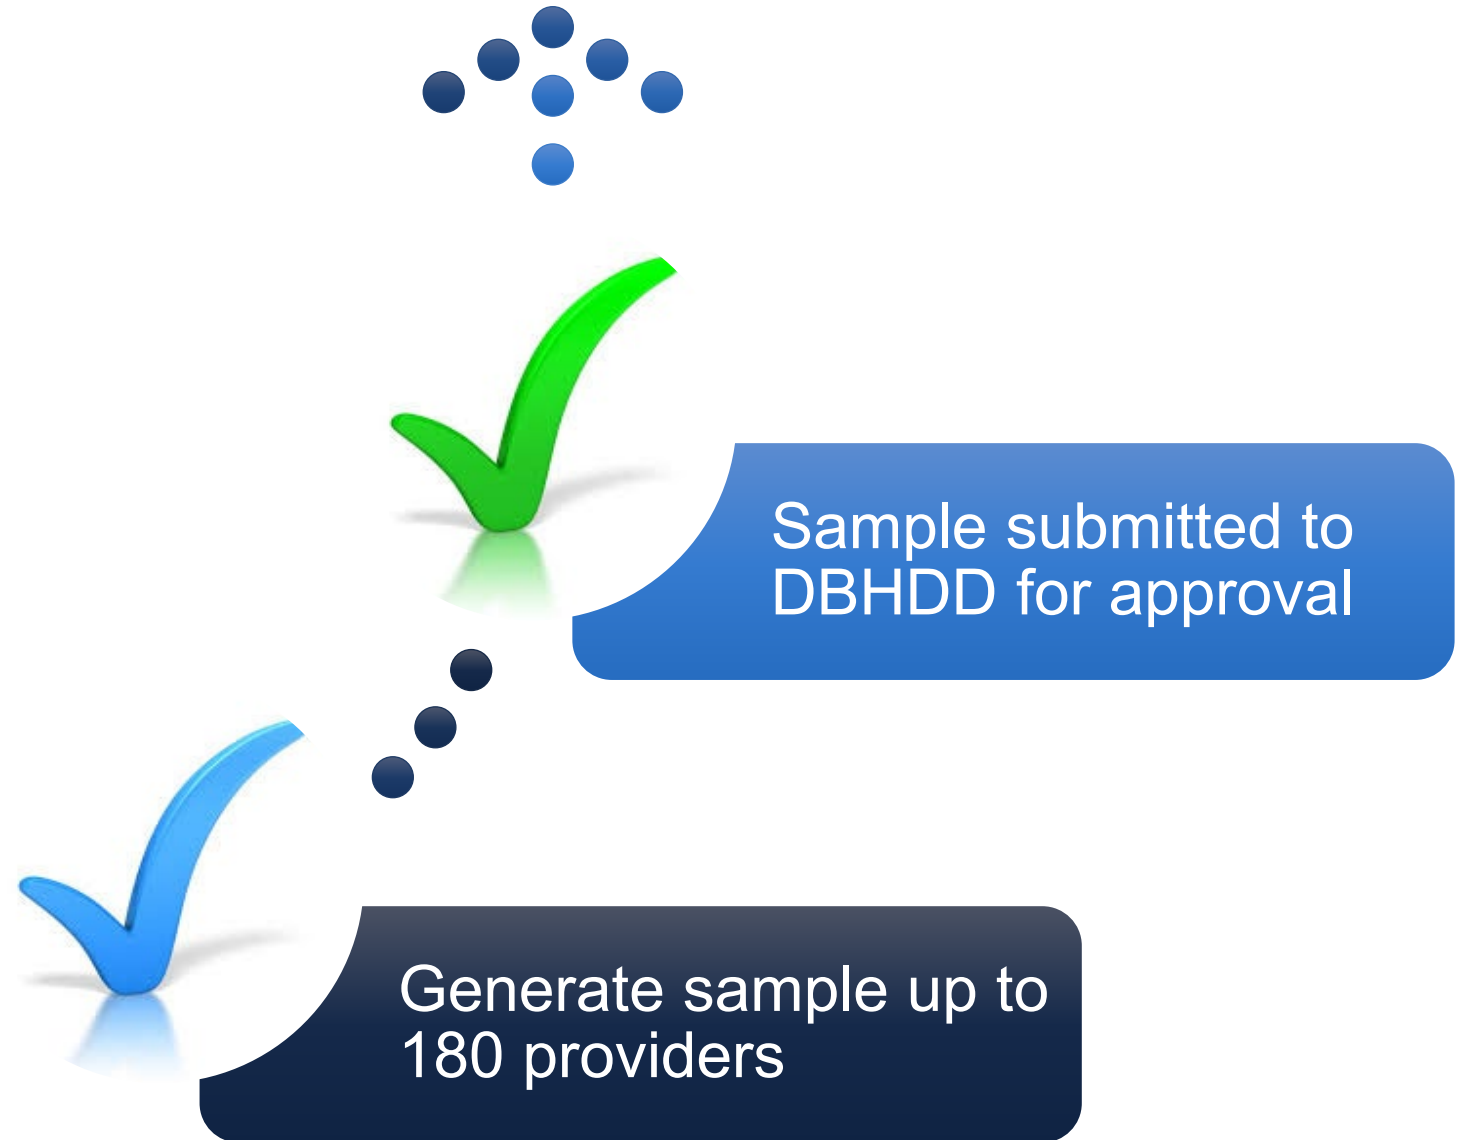 Sample submitted to
DBHDD for approval
Generate sample up to
180 providers